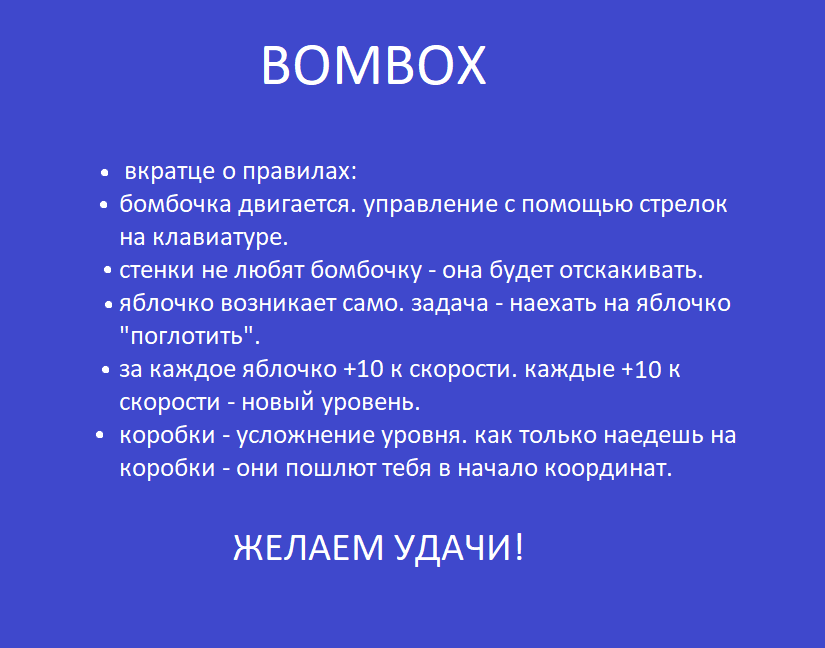 BOMBOX
• вкратце о правилах:
• бомбочка двигается. управление с помощью стрелок
на клавиатуре.
• стенки не любят бомбочку - она будет отскакивать.
• яблочко возникает само. задача - наехать на яблочко
"поглотить".
• за каждое яблочко +10 к скорости. каждые +10 к
скорости - новый уровень.
• коробки - усложнение уровня. как только наедешь на
коробки - они пошлют тебя в начало координат.
ЖЕЛАЕМ УДАЧИ!